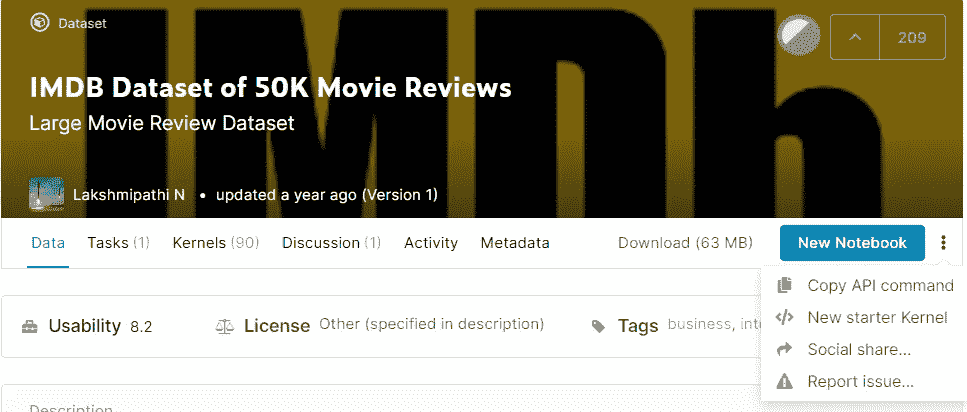 Dataset
209
IMDB Dataset of 50K Movie Reviews
Large Movie Review Dataset
Lakshmipathi N • updated a year ago (Version 1)
Data Tasks (1) Kernels (90) Discussion (1) Activity Metadata Download (63 MB) New Notebook
Copy API command
New starter Kernel
Social share...
Report issue...
Usability 8.2 License Other (specified in description) Tags business,
Description